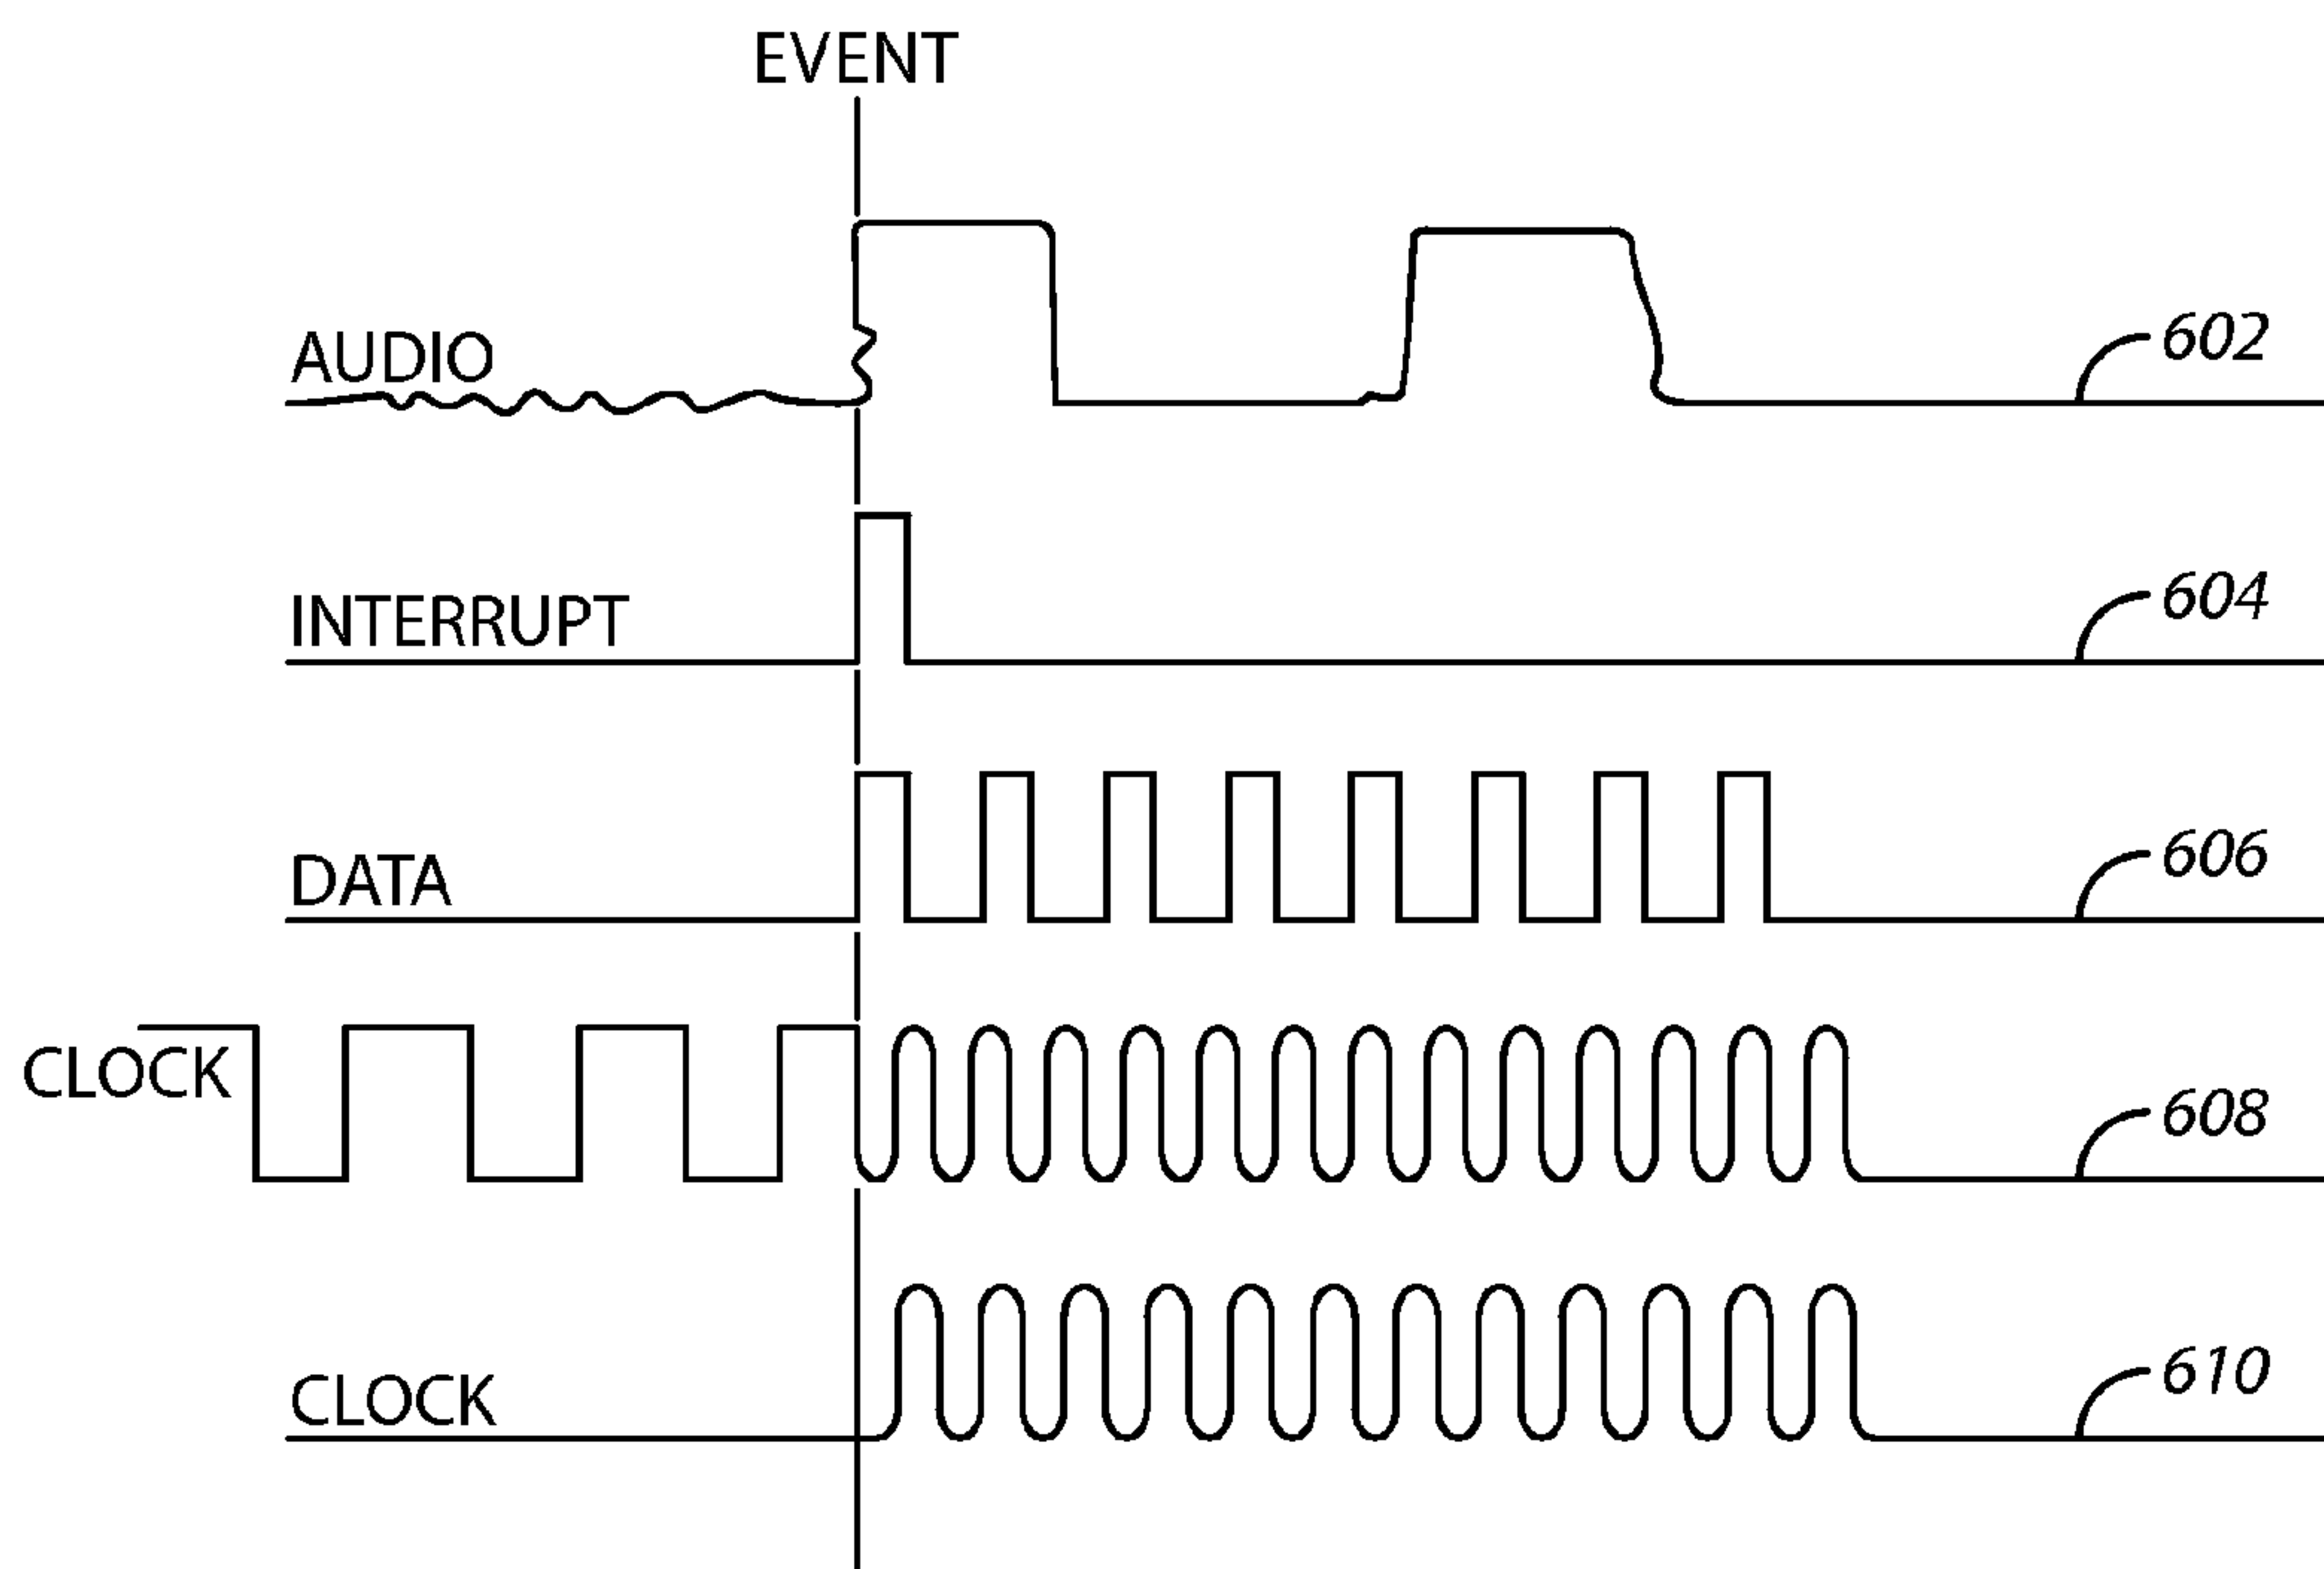 EVENT
AUDIO
602
INTERRUPT
604
DATA
606
CLOCK
608
CLOCK
610